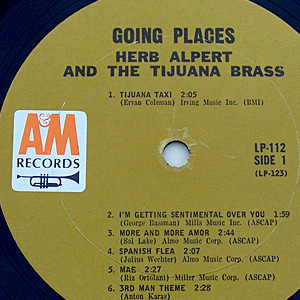 GOING PLACES
HERB ALPERT
AND THE TIJUANA BRASS
1. TIJUANA TAXI 2:05
(Ervan Coleman) Irving Music Inc. (BMI)
A&M
RECORDS
LP-112
SIDE 1
(LP-123)
2. I'M GETTING SENTIMENTAL OVER YOU 1:59
(George Bassman) Mills Music Inc. (ASCAP)
3. MORE AND MORE AMOR 2:44
(Sol Lake) Almo Music Corp. (ASCAP)
4. SPANISH FLEA 2:07
(Julius Wechter) Almo Music Corp. (ASCAP)
5. MAE 2:27
(Riz Ortolani) Miller Music Corp. (ASCAP)
6. 3RD MAN THEME 2:28
(Anton Karas)